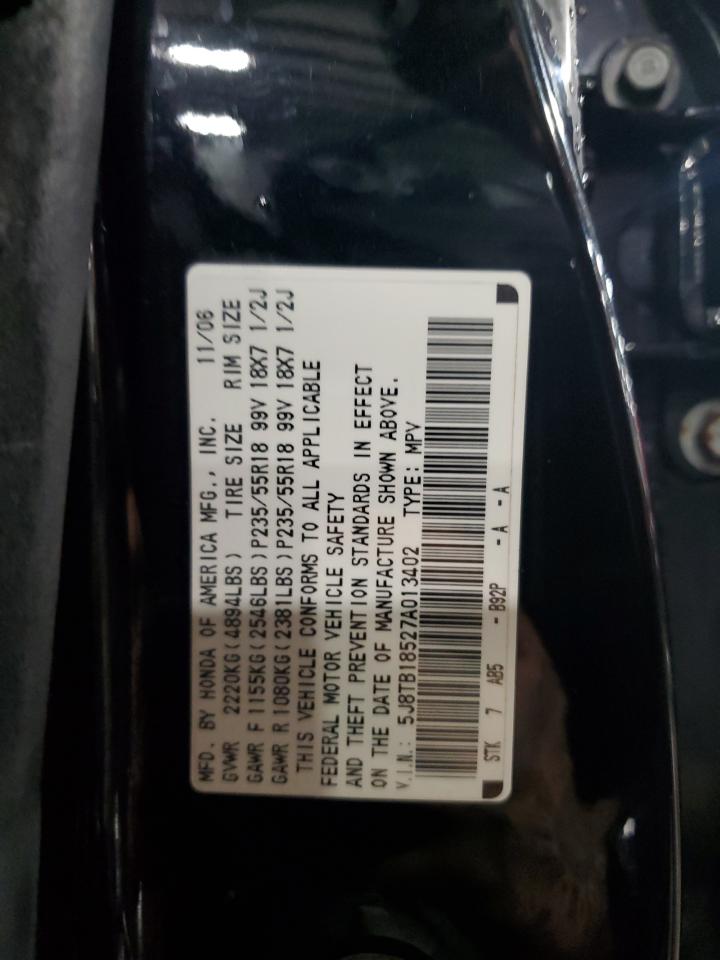 MFD. BY HONDA OF AMERICA MFG., INC. 11/06
GVWR 2220KG(4894LBS) TIRE SIZE RIM SIZE
GAWR F 1155KG(2546LBS)P235/55R18 99V 18X7 1/2J
GAWR R 1080KG(2381LBS)P235/55R18 99V 18X7 1/2J
THIS VEHICLE CONFORMS TO ALL APPLICABLE
FEDERAL MOTOR VEHICLE SAFETY
AND THEFT PREVENTION STANDARDS IN EFFECT
ON THE DATE OF MANUFACTURE SHOWN ABOVE.
V.I.N.: 5J8TB18527A013402 TYPE: MPV
STK 7 AB5 - B92P - A - A